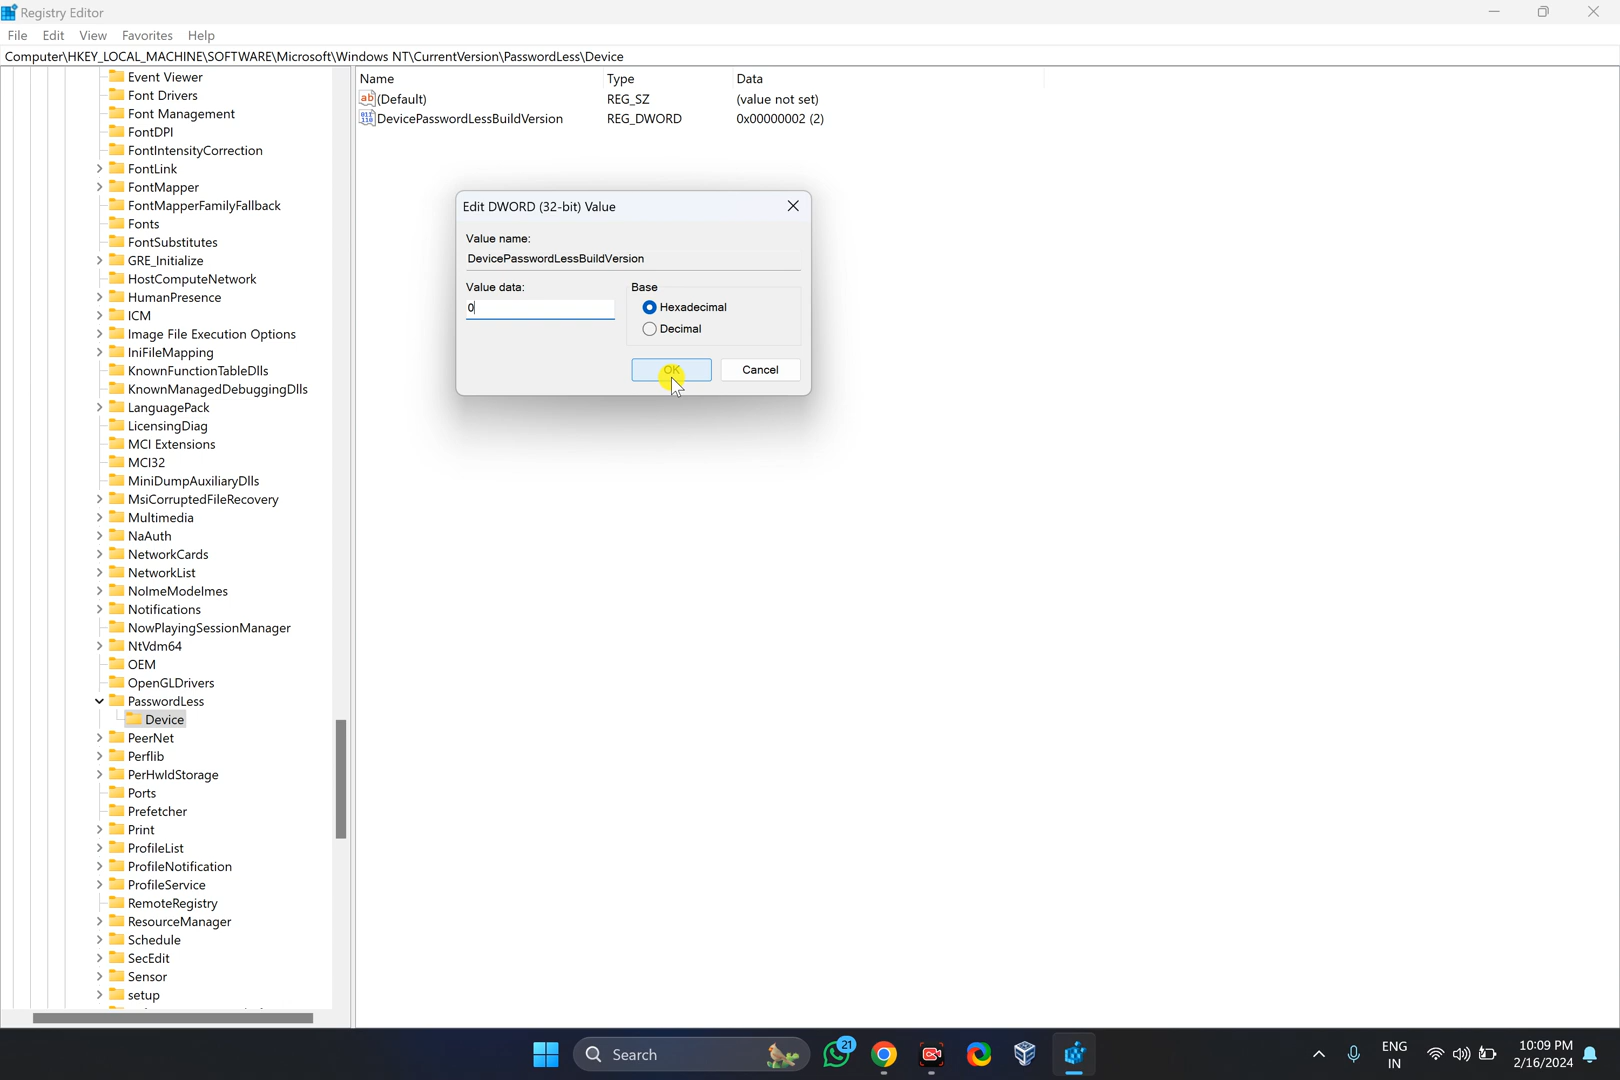 Registry Editor
File Edit View Favorites Help
Computer\HKEY_LOCAL_MACHINE\SOFTWARE\Microsoft\Windows NT\CurrentVersion\PasswordLess\Device
Event Viewer
Font Drivers
Font Management
FontDPI
FontIntensityCorrection
FontLink
FontMapper
FontMapperFamilyFallback
Fonts
FontSubstitutes
GRE_Initialize
HostComputeNetwork
HumanPresence
ICM
Image File Execution Options
IniFileMapping
KnownFunctionTableDlls
KnownManagedDebuggingDlls
LanguagePack
LicensingDiag
MCI Extensions
MCI32
MiniDumpAuxiliaryDlls
MsiCorruptedFileRecovery
Multimedia
NaAuth
NetworkCards
NetworkList
NoImeModeImes
Notifications
NowPlayingSessionManager
NtVdm64
OEM
OpenGLDrivers
PasswordLess
Device
PeerNet
Perflib
PerHwIdStorage
Ports
Prefetcher
Print
ProfileList
ProfileNotification
ProfileService
RemoteRegistry
ResourceManager
Schedule
SecEdit
Sensor
setup
Name Type Data
ab (Default) REG_SZ (value not set)
DevicePasswordLessBuildVersion REG_DWORD 0x00000002 (2)
Edit DWORD (32-bit) Value
Value name:
DevicePasswordLessBuildVersion
Value data: Base
0 Hexadecimal
Decimal
OK Cancel
Search
21
ENG
IN
10:09 PM
2/16/2024